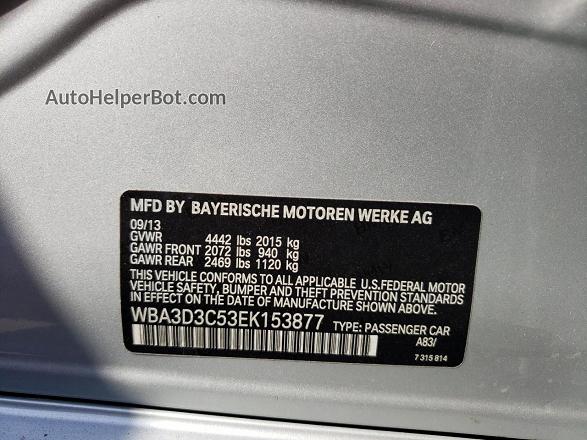 AutoHelperBot.com
MFD BY BAYERISCHE MOTOREN WERKE AG
09/13
GVWR 4442 lbs 2015 kg
GAWR FRONT 2072 lbs 940 kg
GAWR REAR 2469 lbs 1120 kg
THIS VEHICLE CONFORMS TO ALL APPLICABLE U.S.FEDERAL MOTOR
VEHICLE SAFETY, BUMPER AND THEFT PREVENTION STANDARDS
IN EFFECT ON THE DATE OF MANUFACTURE SHOWN ABOVE.
WBA3D3C53EK153877 TYPE: PASSENGER CAR
A83/
7 315 814